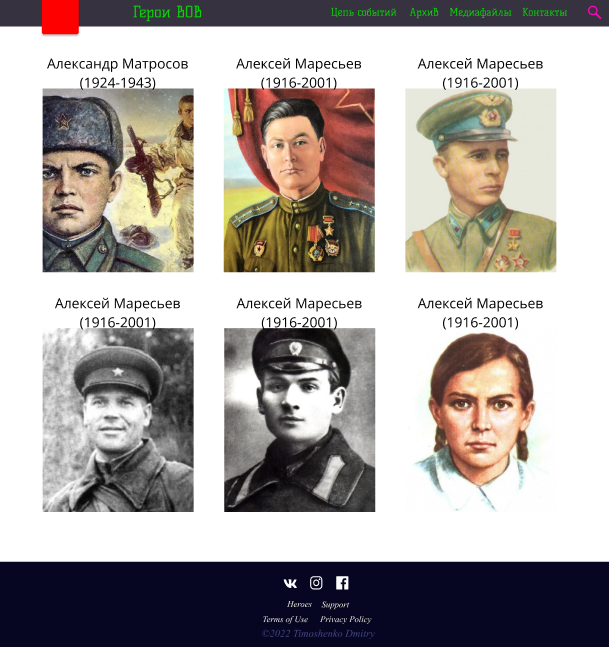 Герои ВОВ
Цепь событий Архив Медиафайлы Контакты
Александр Матросов
(1924-1943)
Алексей Маресьев
(1916-2001)
Алексей Маресьев
(1916-2001)
Алексей Маресьев
(1916-2001)
Алексей Маресьев
(1916-2001)
Алексей Маресьев
(1916-2001)
Heroes Support
Terms of Use Privacy Policy
©2022 Timashenko Dmitry